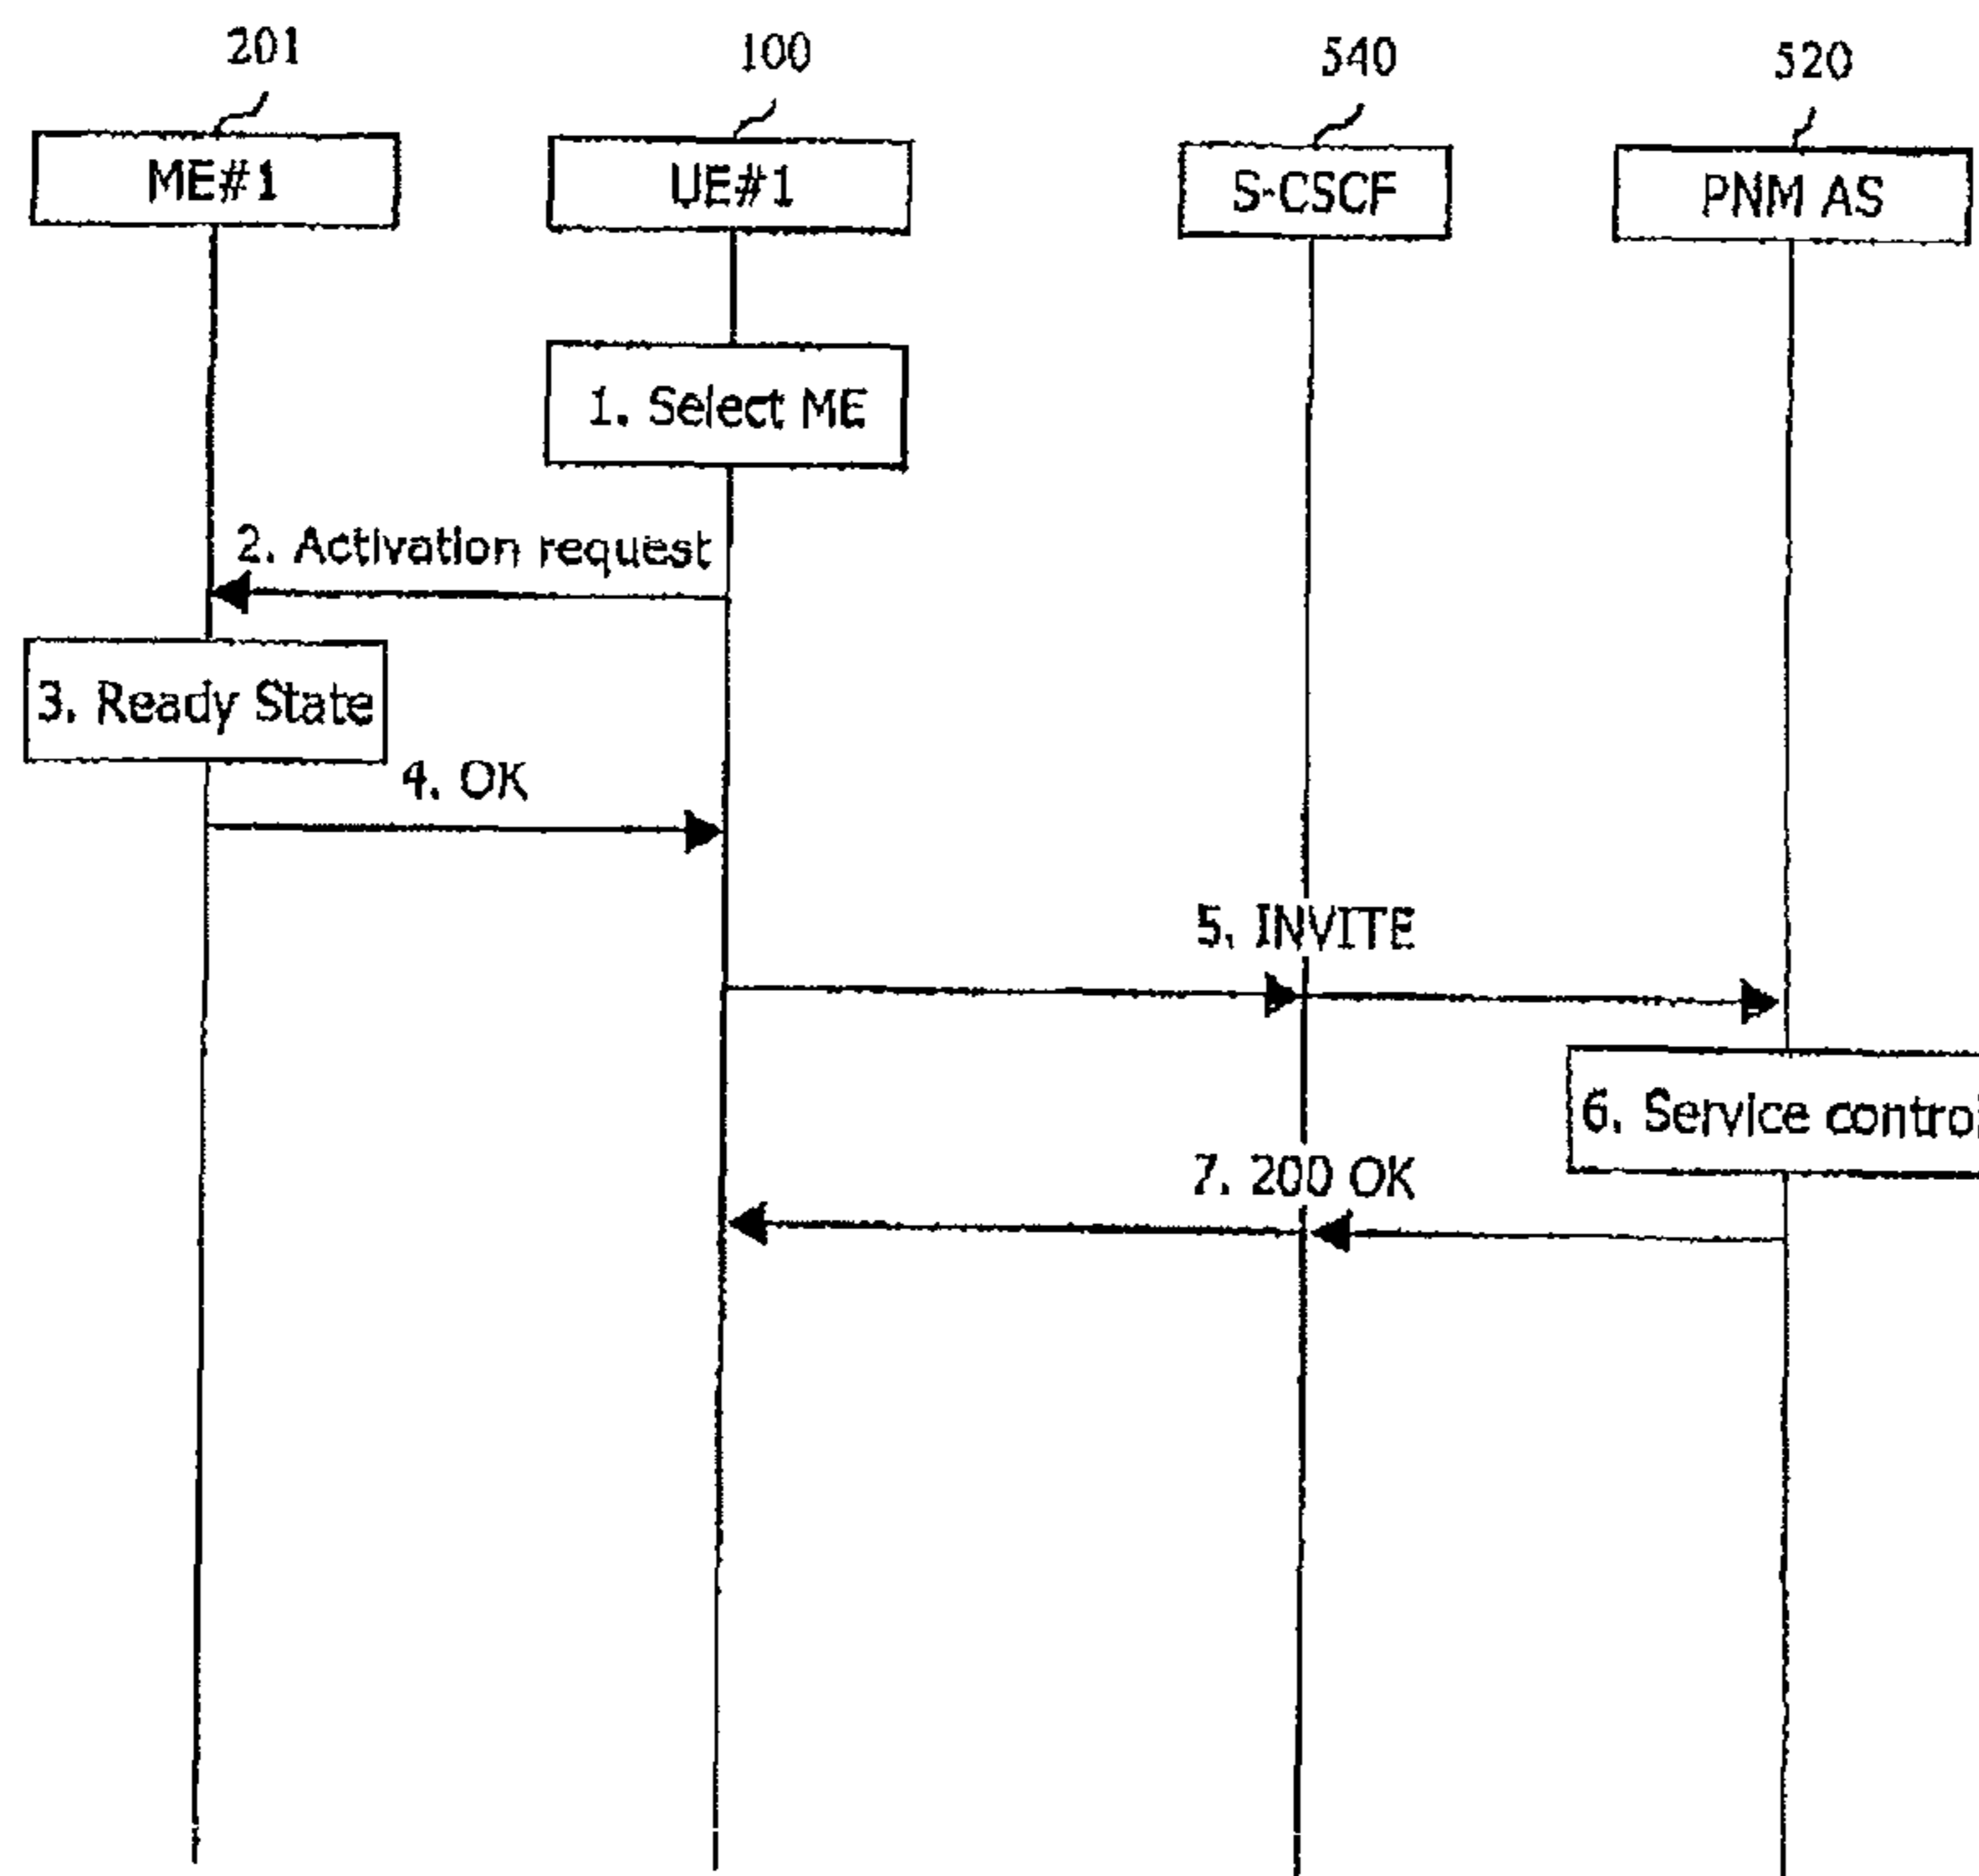 201
100
540
520
ME#1
UE#1
S-CSCF
PNM AS
1. Select ME
2. Activation request
3. Ready State
4. OK
5. INVITE
6. Service control
7. 200 OK